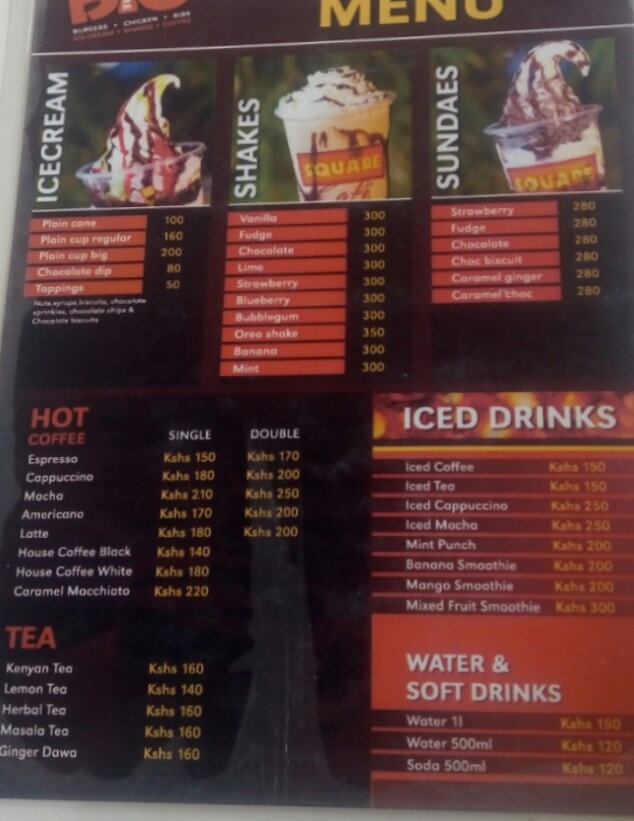 BURGERS • CHICKEN • RIBS
ICE-CREAM • SHAKES • COFFEE
MENU
ICECREAM
Plain cone 100
Plain cup regular 160
Plain cup big 200
Chocolate dip 80
Toppings 50
Nuts, syrups, biscuits, chocolate
sprinkles, chocolate chips &
Chocolate biscuits
SHAKES
SQUARE
Vanilla 300
Fudge 300
Chocolate 300
Lime 300
Strawberry 300
Blueberry 300
Bubblegum 300
Oreo shake 350
Banana 300
Mint 300
SUNDAES
SQUARE
Strawberry 280
Fudge 280
Chocolate 280
Choc biscuit 280
Caramel ginger 280
Caramel choc 280
HOT
COFFEE SINGLE DOUBLE
Espresso Kshs 150 Kshs 170
Cappuccino Kshs 180 Kshs 200
Mocha Kshs 210 Kshs 250
Americano Kshs 170 Kshs 200
Latte Kshs 180 Kshs 200
House Coffee Black Kshs 140
House Coffee White Kshs 180
Caramel Macchiato Kshs 220
TEA
Kenyan Tea Kshs 160
Lemon Tea Kshs 140
Herbal Tea Kshs 160
Masala Tea Kshs 160
Ginger Dawa Kshs 160
ICED DRINKS
Iced Coffee Kshs 150
Iced Tea Kshs 150
Iced Cappuccino Kshs 250
Iced Mocha Kshs 250
Mint Punch Kshs 200
Banana Smoothie Kshs 200
Mango Smoothie Kshs 200
Mixed Fruit Smoothie Kshs 300
WATER &
SOFT DRINKS
Water 1l Kshs 150
Water 500ml Kshs 120
Soda 500ml Kshs 120